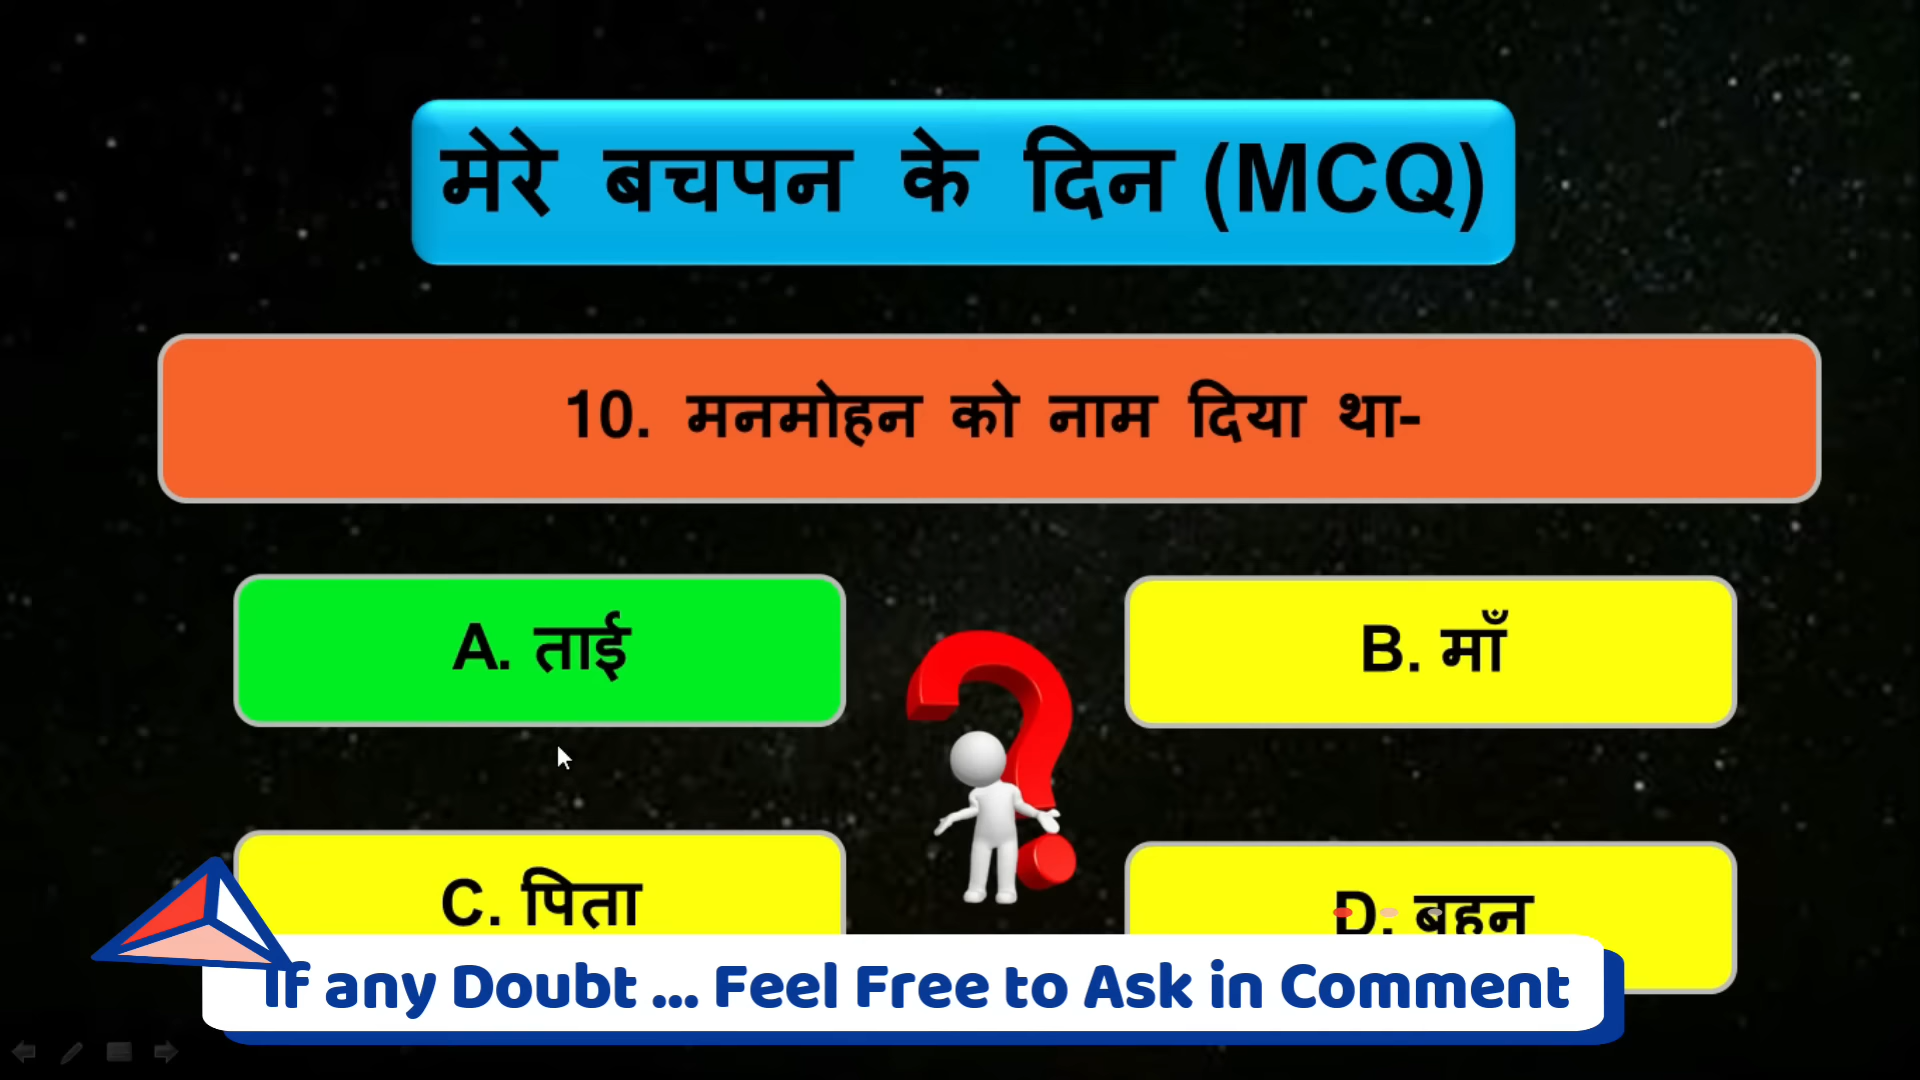 मेरे बचपन के दिन (MCQ)
10. मनमोहन को नाम दिया था-
A. ताई
B. माँ
C. पिता
D. बहन
If any Doubt ... Feel Free to Ask in Comment